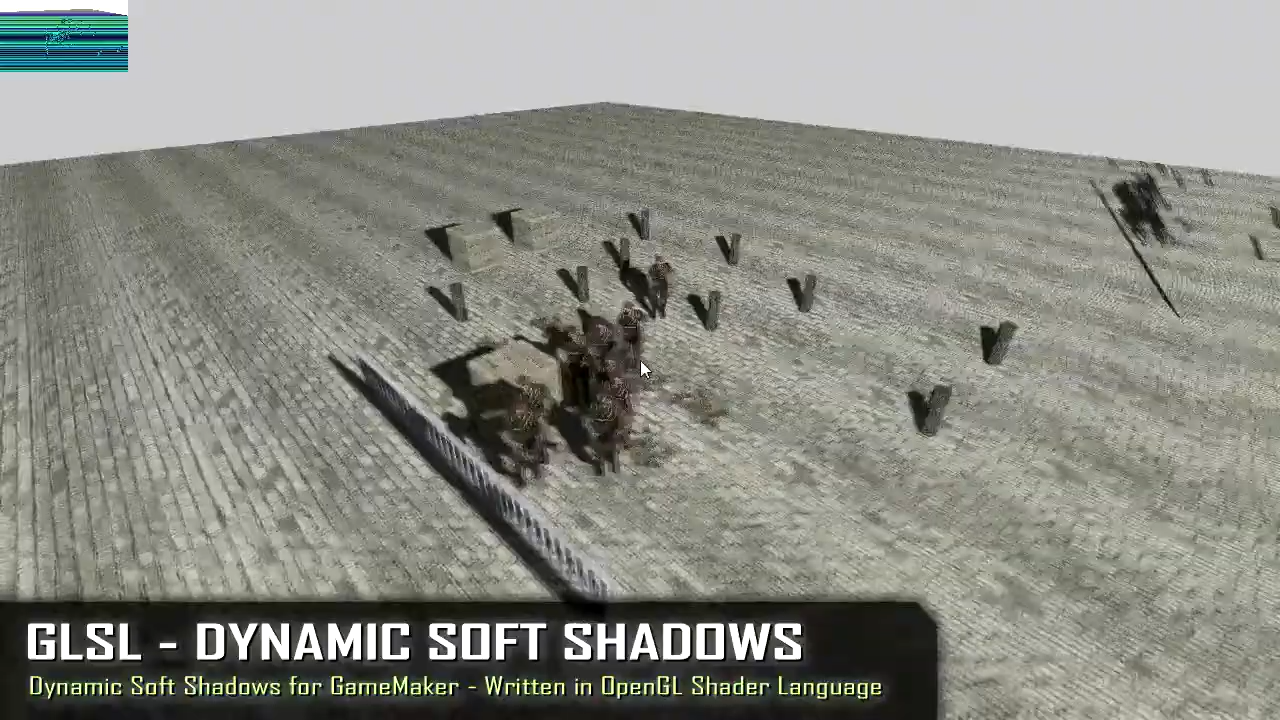 GLSL - DYNAMIC SOFT SHADOWS
Dynamic Soft Shadows for GameMaker - Written in OpenGL Shader Language